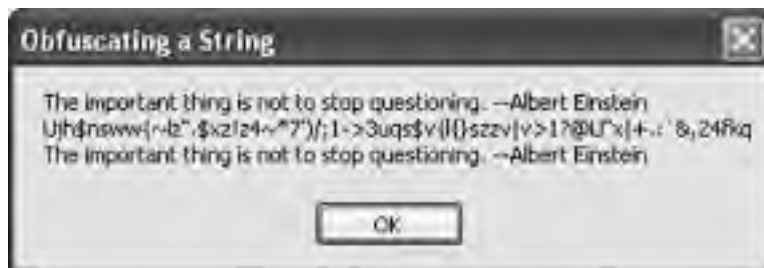 Obfuscating a String
The important thing is not to stop questioning. --Albert Einstein
The important thing is not to stop questioning. --Albert Einstein
OK